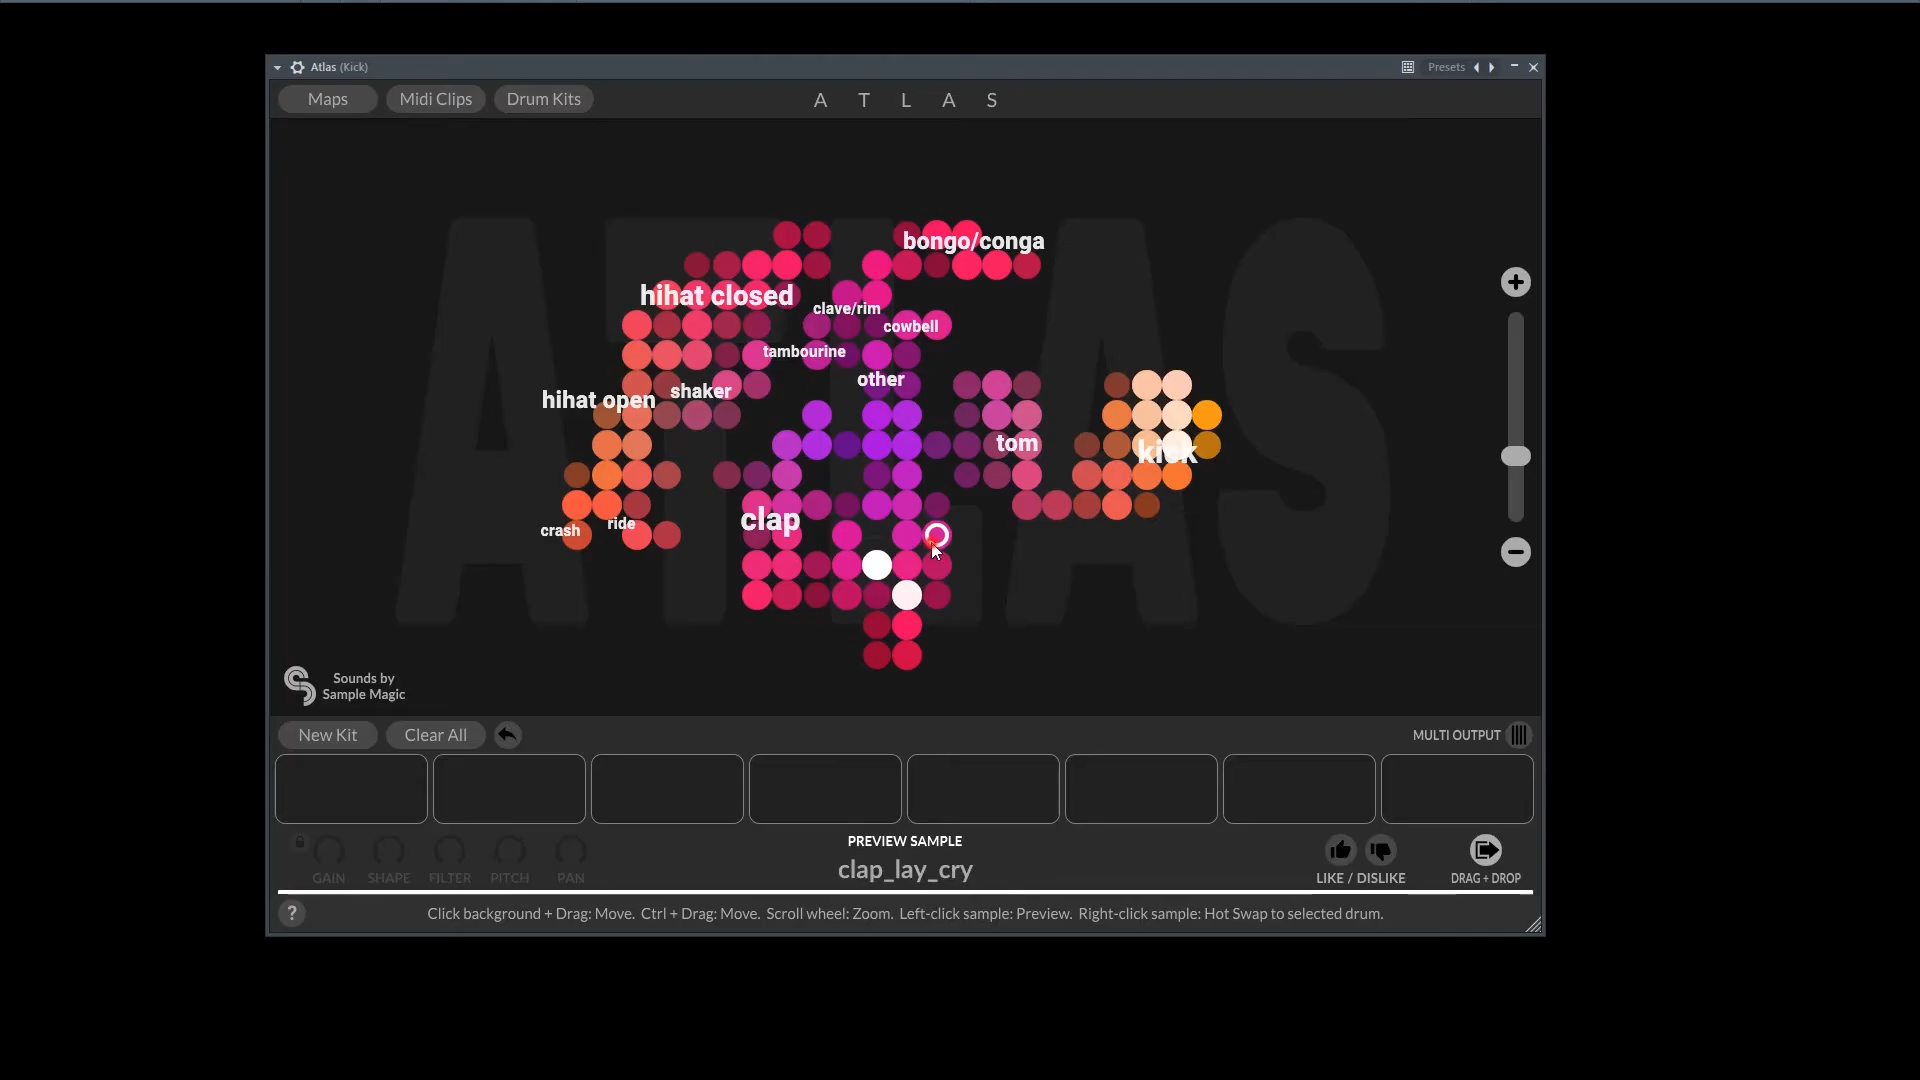 Atlas (Kick)
Presets
Maps
Midi Clips
Drum Kits
A T L A S
ATLAS
bongo/conga
hihat closed
clave/rim
cowbell
tambourine
other
shaker
hihat open
tom
kick
clap
crash
ride
Sounds by
Sample Magic
New Kit
Clear All
MULTI OUTPUT
PREVIEW SAMPLE
clap_lay_cry
GAIN
SHAPE
FILTER
PITCH
PAN
LIKE / DISLIKE
DRAG + DROP
?
Click background + Drag: Move. Ctrl + Drag: Move. Scroll wheel: Zoom. Left-click sample: Preview. Right-click sample: Hot Swap to selected drum.